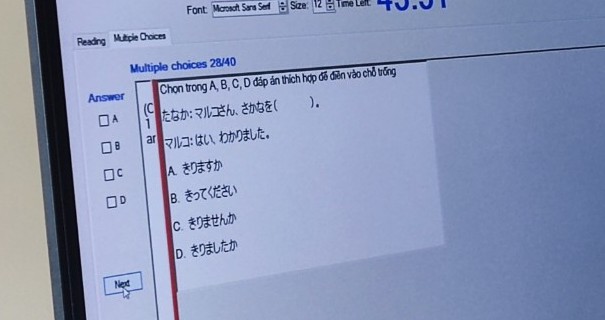 Font: Microsoft Sans Serif Size: 12 Time Left:
Reading Multiple Choices
Multiple choices 28/40
Answer
Chọn trong A, B, C, D đáp án thích hợp để điền vào chỗ trống
(C
A
1
たなか:マルコさん、さかなを( )。
B
ar
マルコ:はい、わかりました。
C
A. きりますか
D
B. きってください
C. きりませんか
D. きりましたか
Next